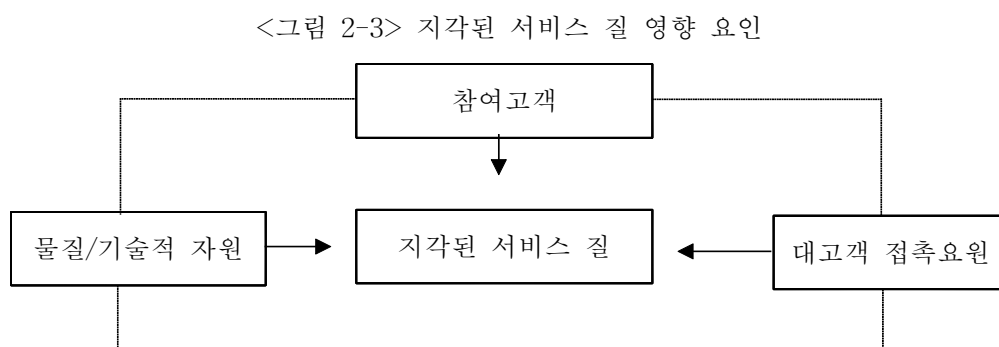 <그림 2-3> 지각된 서비스 질 영향 요인
참여고객
물질/기술적 자원
지각된 서비스 질
대고객 접촉요원